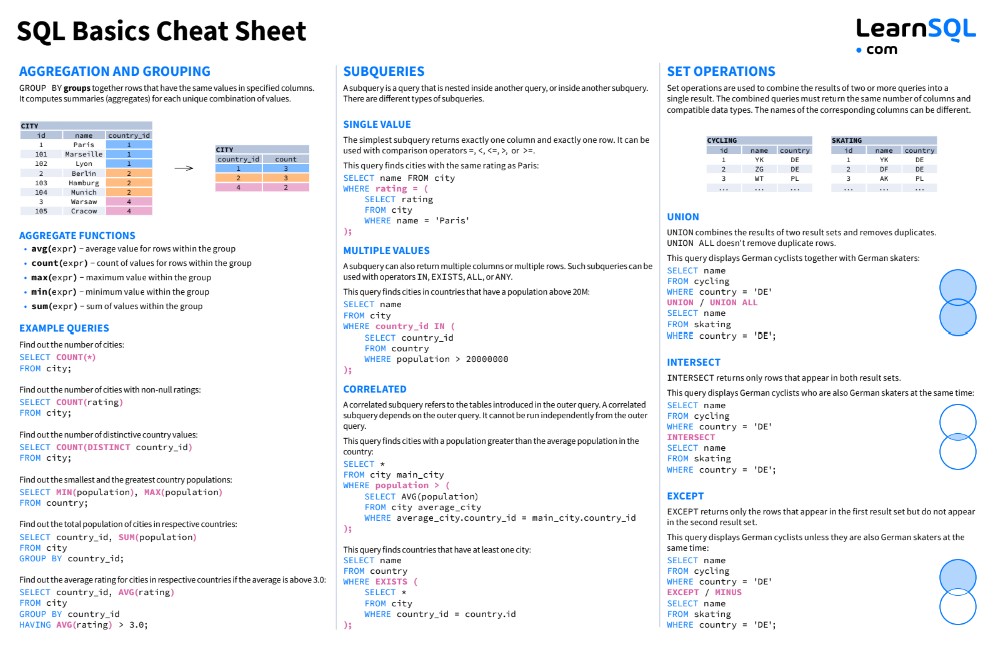 SQL Basics Cheat Sheet
LearnSQL
• com
AGGREGATION AND GROUPING
GROUP BY groups together rows that have the same values in specified columns.
It computes summaries (aggregates) for each unique combination of values.
CITY
id name country_id
1 Paris 1
101 Marseille 1
102 Lyon 1
2 Berlin 2
103 Hamburg 2
104 Munich 2
3 Warsaw 4
105 Cracow 4
CITY
country_id count
1 3
2 3
4 2
AGGREGATE FUNCTIONS
• avg(expr) – average value for rows within the group
• count(expr) – count of values for rows within the group
• max(expr) – maximum value within the group
• min(expr) – minimum value within the group
• sum(expr) – sum of values within the group
EXAMPLE QUERIES
Find out the number of cities:
SELECT COUNT(*)
FROM city;
Find out the number of cities with non-null ratings:
SELECT COUNT(rating)
FROM city;
Find out the number of distinctive country values:
SELECT COUNT(DISTINCT country_id)
FROM city;
Find out the smallest and the greatest country populations:
SELECT MIN(population), MAX(population)
FROM country;
Find out the total population of cities in respective countries:
SELECT country_id, SUM(population)
FROM city
GROUP BY country_id;
Find out the average rating for cities in respective countries if the average is above 3.0:
SELECT country_id, AVG(rating)
FROM city
GROUP BY country_id
HAVING AVG(rating) > 3.0;
SUBQUERIES
A subquery is a query that is nested inside another query, or inside another subquery.
There are different types of subqueries.
SINGLE VALUE
The simplest subquery returns exactly one column and exactly one row. It can be
used with comparison operators =, <, <=, >, or >=.
This query finds cities with the same rating as Paris:
SELECT name FROM city
WHERE rating = (
SELECT rating
FROM city
WHERE name = 'Paris'
);
MULTIPLE VALUES
A subquery can also return multiple columns or multiple rows. Such subqueries can be
used with operators IN, EXISTS, ALL, or ANY.
This query finds cities in countries that have a population above 20M:
SELECT name
FROM city
WHERE country_id IN (
SELECT country_id
FROM country
WHERE population > 20000000
);
CORRELATED
A correlated subquery refers to the tables introduced in the outer query. A correlated
subquery depends on the outer query. It cannot be run independently from the outer
query.
This query finds cities with a population greater than the average population in the
country:
SELECT *
FROM city main_city
WHERE population > (
SELECT AVG(population)
FROM city average_city
WHERE average_city.country_id = main_city.country_id
);
This query finds countries that have at least one city:
SELECT name
FROM country
WHERE EXISTS (
SELECT *
FROM city
WHERE country_id = country.id
);
SET OPERATIONS
Set operations are used to combine the results of two or more queries into a
single result. The combined queries must return the same number of columns and
compatible data types. The names of the corresponding columns can be different.
CYCLING
id name country
1 YK DE
2 ZG DE
3 WT PL
... ... ...
SKATING
id name country
1 YK DE
2 DF DE
3 AK PL
... ... ...
UNION
UNION combines the results of two result sets and removes duplicates.
UNION ALL doesn't remove duplicate rows.
This query displays German cyclists together with German skaters:
SELECT name
FROM cycling
WHERE country = 'DE'
UNION / UNION ALL
SELECT name
FROM skating
WHERE country = 'DE';
INTERSECT
INTERSECT returns only rows that appear in both result sets.
This query displays German cyclists who are also German skaters at the same time:
SELECT name
FROM cycling
WHERE country = 'DE'
INTERSECT
SELECT name
FROM skating
WHERE country = 'DE';
EXCEPT
EXCEPT returns only the rows that appear in the first result set but do not appear
in the second result set.
This query displays German cyclists unless they are also German skaters at the
same time:
SELECT name
FROM cycling
WHERE country = 'DE'
EXCEPT / MINUS
SELECT name
FROM skating
WHERE country = 'DE';